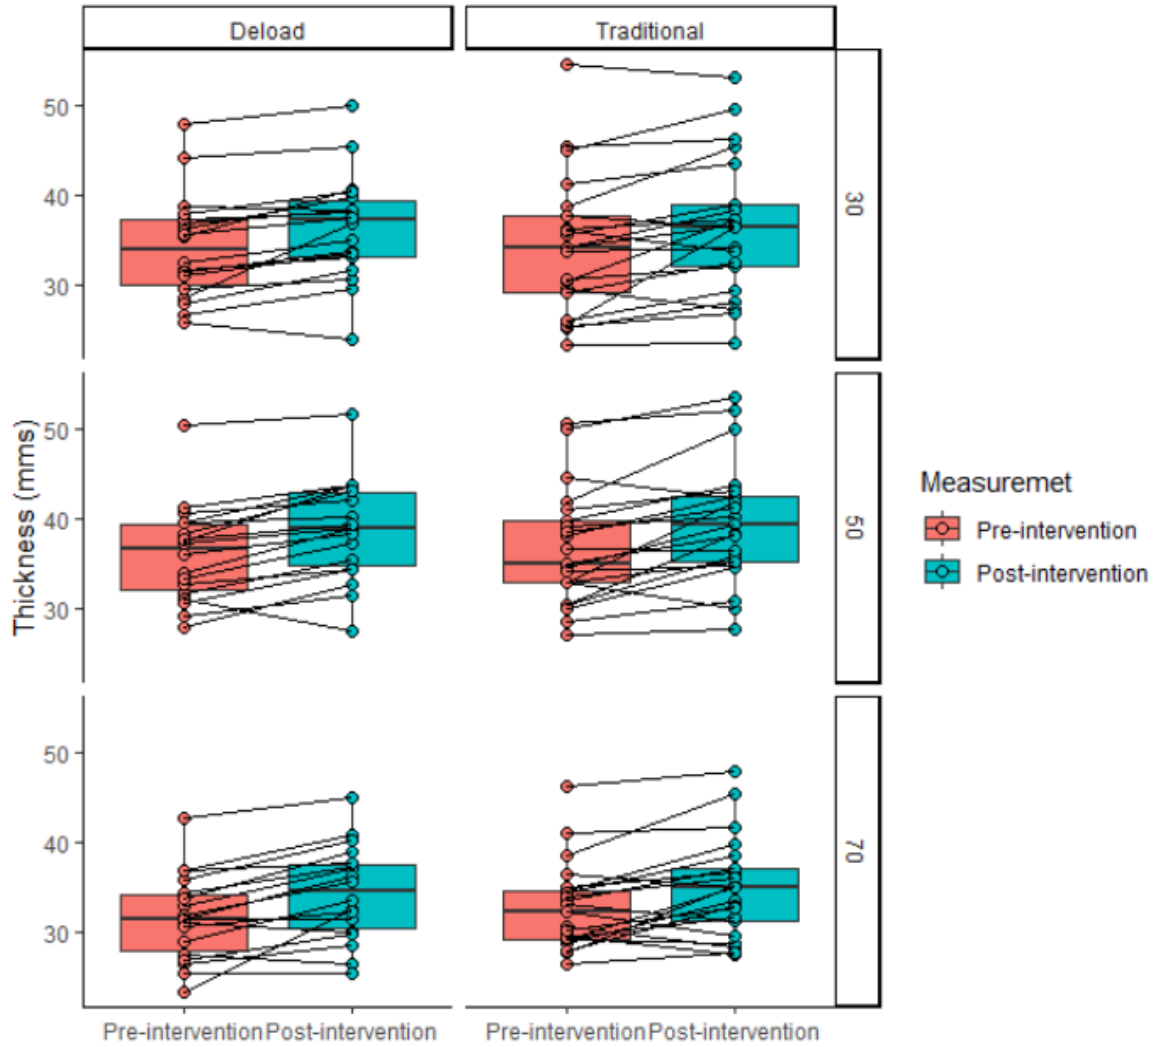 Deload
Traditional
50
40
30
30
Thickness (mms)
50
40
30
50
Measuremet
Pre-intervention
Post-intervention
50
40
30
70
Pre-intervention Post-intervention
Pre-intervention Post-intervention